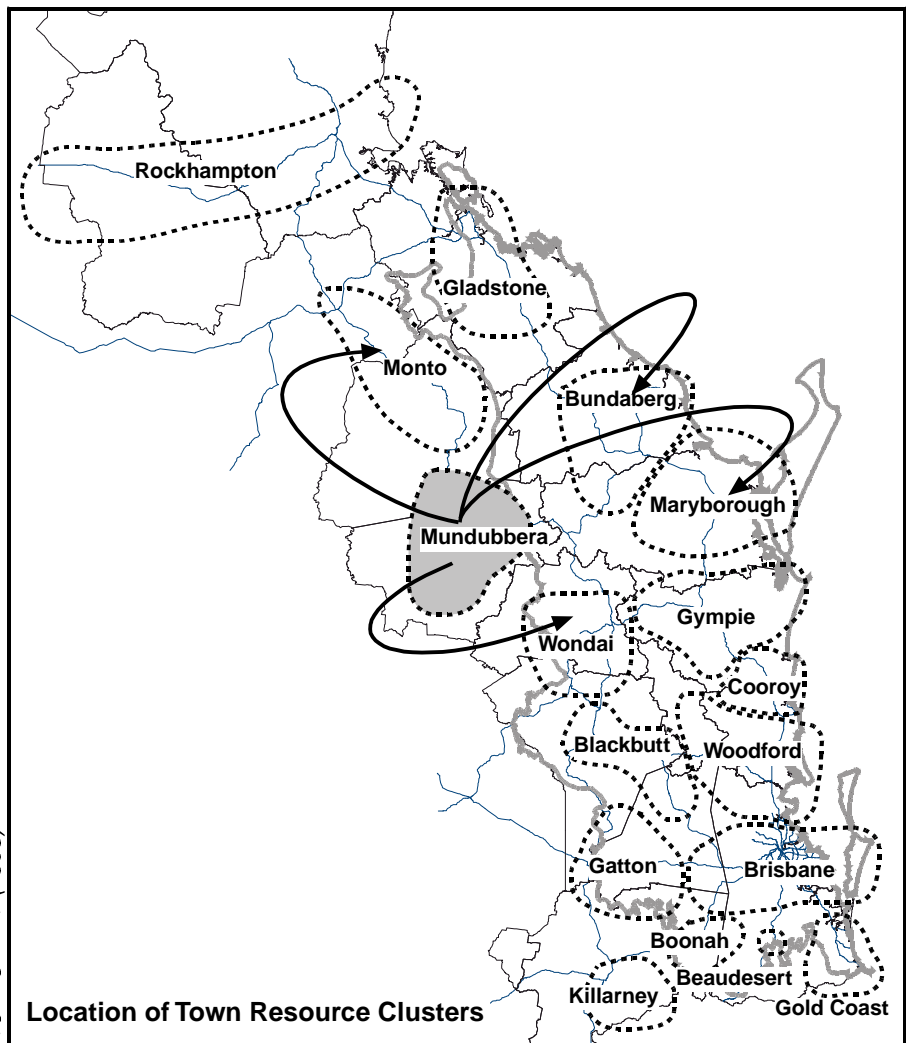 Rockhampton
Gladstone
Monto
Bundaberg
Maryborough
Mundubbera
Gympie
Wondai
Cooroy
Blackbutt
Woodford
Gatton
Brisbane
Boonah
Beaudesert
Killarney
Gold Coast
Location of Town Resource Clusters